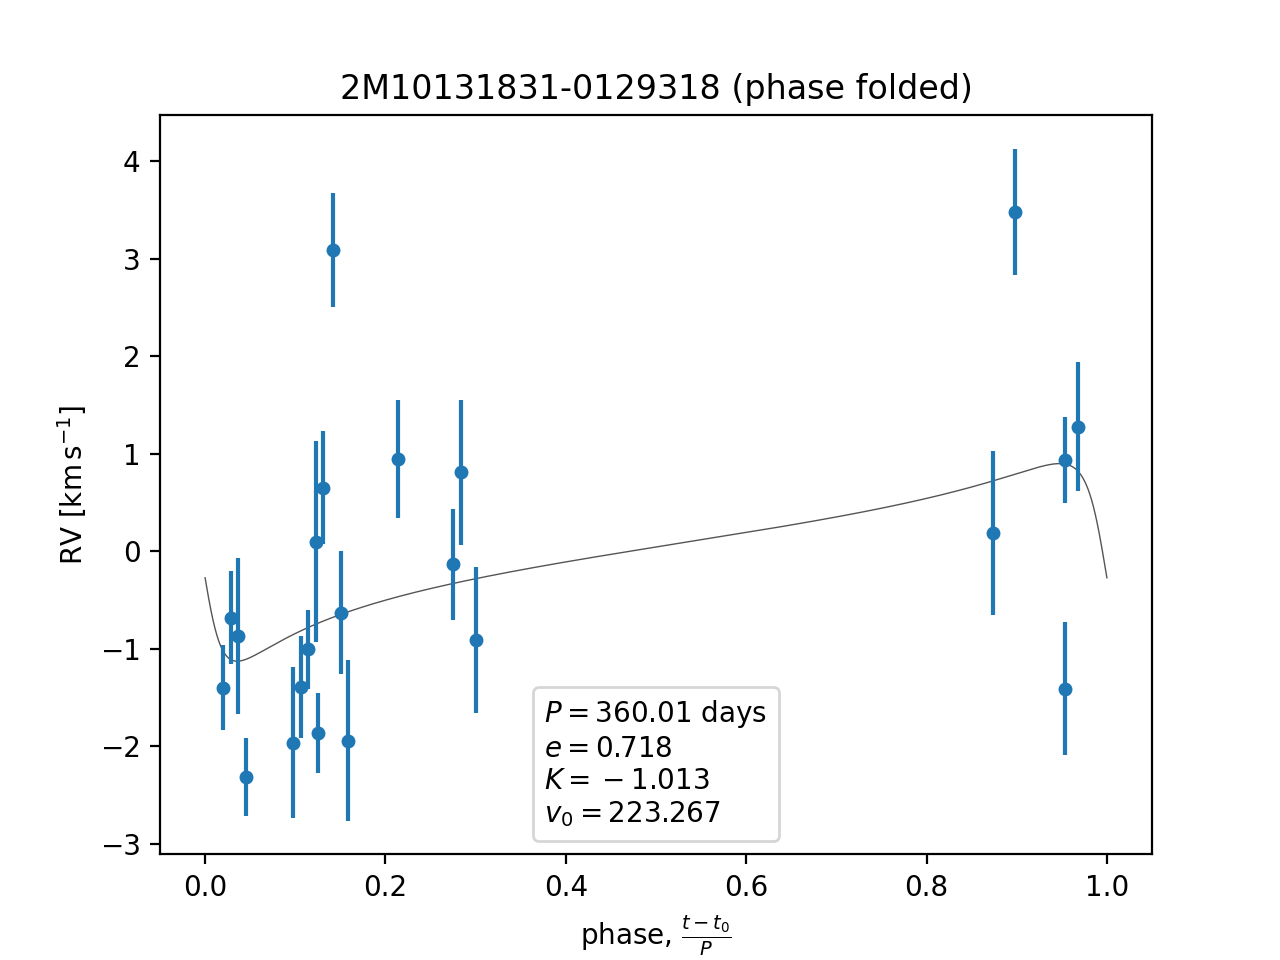 2M10131831-0129318 (phase folded)
RV [km s⁻¹]
4
3
2
1
0
−1
−2
−3
P = 360.01 days
e = 0.718
K = −1.013
v₀ = 223.267
0.0 0.2 0.4 0.6 0.8 1.0
phase, (t − t₀)/P